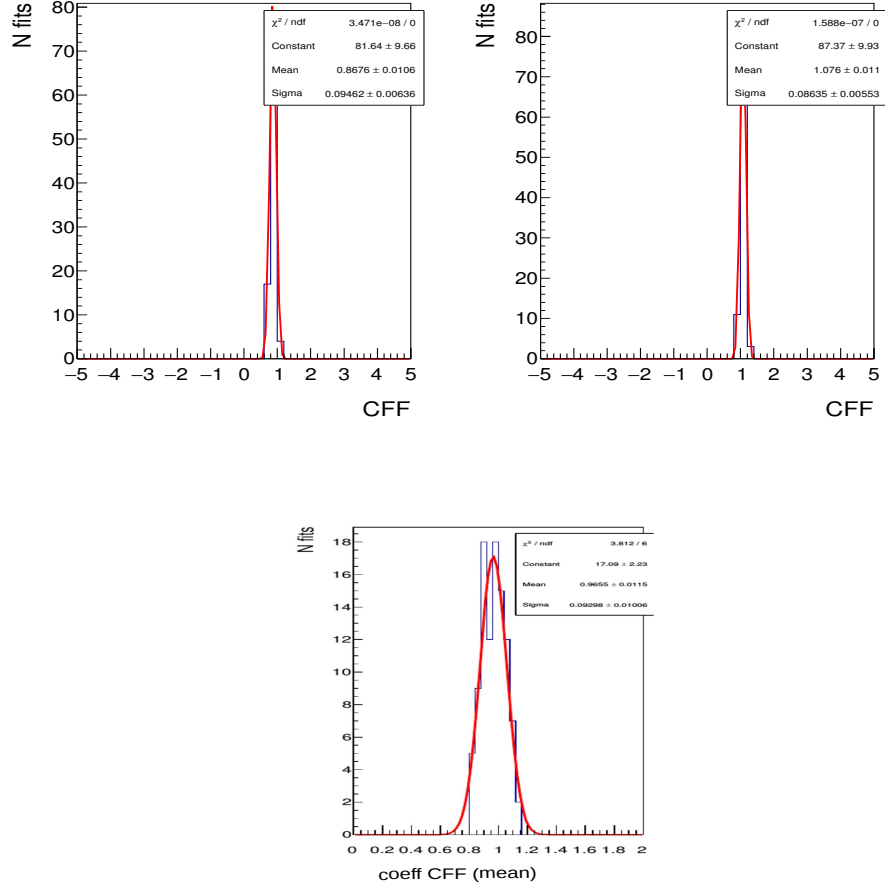 N fits
χ² / ndf 3.471e−08 / 0
Constant 81.64 ± 9.66
Mean 0.8676 ± 0.0106
Sigma 0.09462 ± 0.00636
80
70
60
50
40
30
20
10
0
−5 −4 −3 −2 −1 0 1 2 3 4 5
CFF
N fits
χ² / ndf 1.588e−07 / 0
Constant 87.37 ± 9.93
Mean 1.076 ± 0.011
Sigma 0.08635 ± 0.00553
80
70
60
50
40
30
20
10
0
−5 −4 −3 −2 −1 0 1 2 3 4 5
CFF
N fits
χ² / ndf 3.812 / 6
Constant 17.09 ± 2.23
Mean 0.9655 ± 0.0115
Sigma 0.09298 ± 0.01006
18
16
14
12
10
8
6
4
2
0
0 0.2 0.4 0.6 0.8 1 1.2 1.4 1.6 1.8 2
coeff CFF (mean)